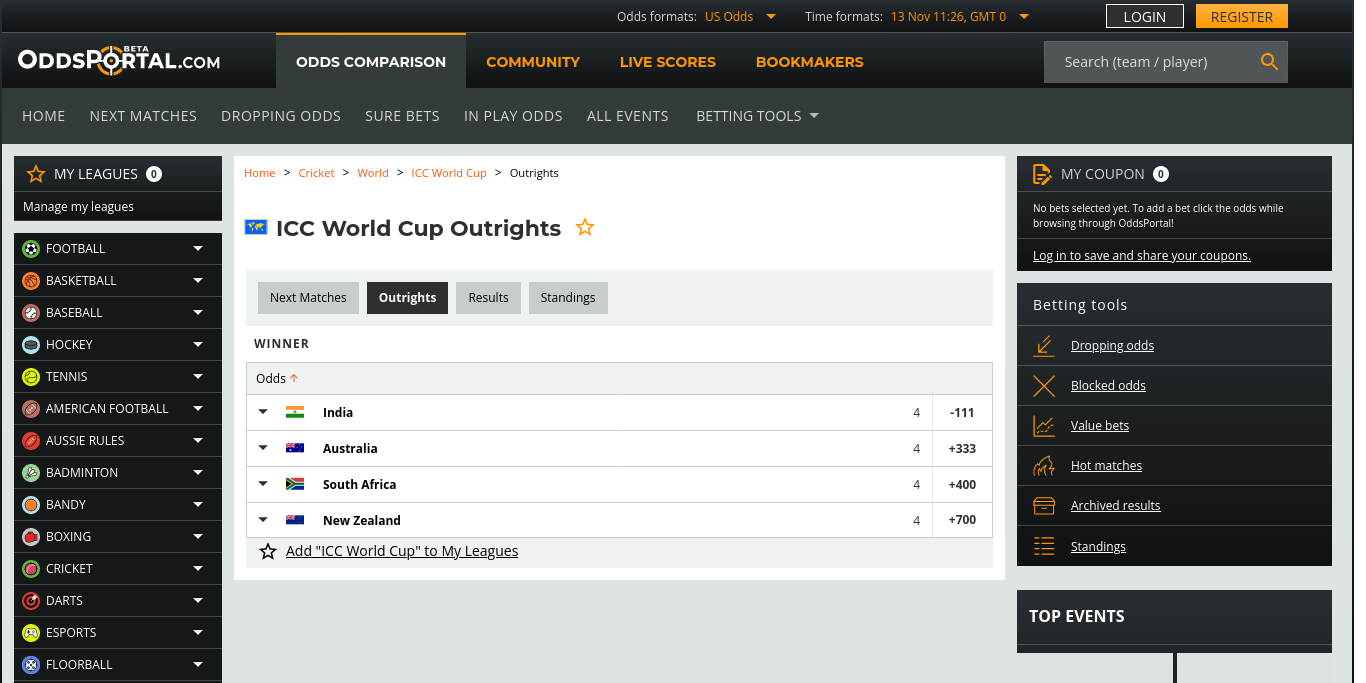 Odds formats: US Odds Time formats: 13 Nov 11:26, GMT 0 LOGIN REGISTER
ODDSPORTAL.COM BETA ODDS COMPARISON COMMUNITY LIVE SCORES BOOKMAKERS Search (team / player)
HOME NEXT MATCHES DROPPING ODDS SURE BETS IN PLAY ODDS ALL EVENTS BETTING TOOLS
MY LEAGUES 0
Manage my leagues
FOOTBALL
BASKETBALL
BASEBALL
HOCKEY
TENNIS
AMERICAN FOOTBALL
AUSSIE RULES
BADMINTON
BANDY
BOXING
CRICKET
DARTS
ESPORTS
FLOORBALL
Home > Cricket > World > ICC World Cup > Outrights
ICC World Cup Outrights
Next Matches Outrights Results Standings
WINNER
Odds ↑
India 4 -111
Australia 4 +333
South Africa 4 +400
New Zealand 4 +700
Add "ICC World Cup" to My Leagues
MY COUPON 0
No bets selected yet. To add a bet click the odds while
browsing through OddsPortal!
Log in to save and share your coupons.
Betting tools
Dropping odds
Blocked odds
Value bets
Hot matches
Archived results
Standings
TOP EVENTS